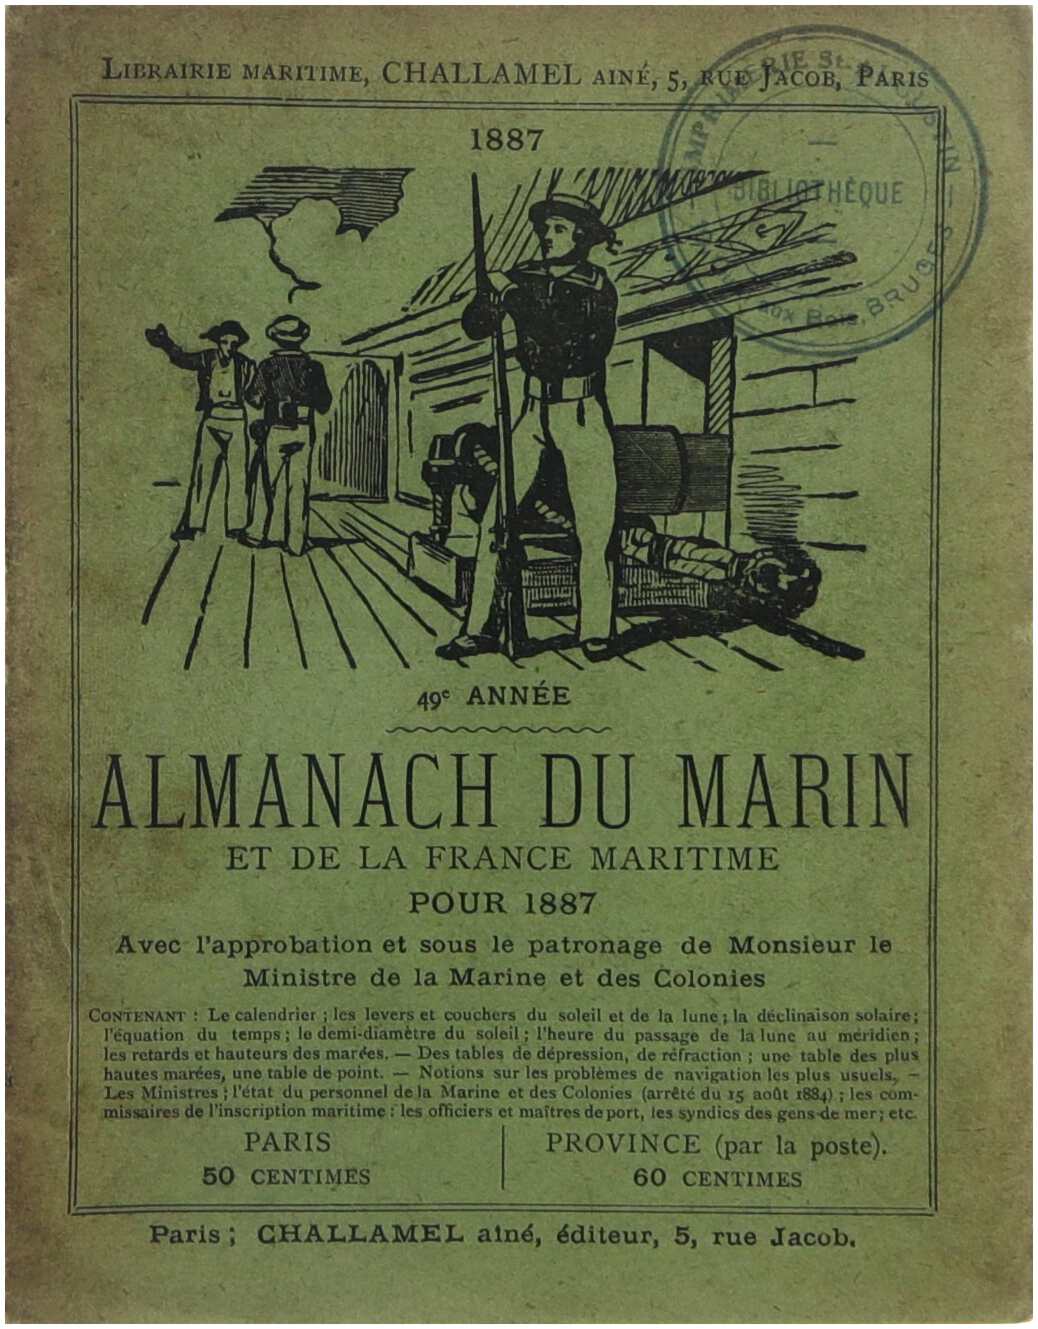 LIBRAIRIE MARITIME, CHALLAMEL AINÉ, 5, RUE JACOB, PARIS
1887
IMPRIMERIE St. AUGUSTIN
BIBLIOTHÈQUE
aux Bois, BRUGES
49e ANNÉE
ALMANACH DU MARIN
ET DE LA FRANCE MARITIME
POUR 1887
Avec l'approbation et sous le patronage de Monsieur le
Ministre de la Marine et des Colonies
CONTENANT : Le calendrier ; les levers et couchers du soleil et de la lune ; la déclinaison solaire ;
l'équation du temps ; le demi-diamètre du soleil ; l'heure du passage de la lune au méridien ;
les retards et hauteurs des marées. — Des tables de dépression, de réfraction ; une table des plus
hautes marées, une table de point. — Notions sur les problèmes de navigation les plus usuels. —
Les Ministres ; l'état du personnel de la Marine et des Colonies (arrêté du 15 août 1884) ; les com-
missaires de l'inscription maritime : les officiers et maîtres de port, les syndics des gens-de mer ; etc.
PARIS
50 CENTIMES
PROVINCE (par la poste).
60 CENTIMES
Paris ; CHALLAMEL aîné, éditeur, 5, rue Jacob.